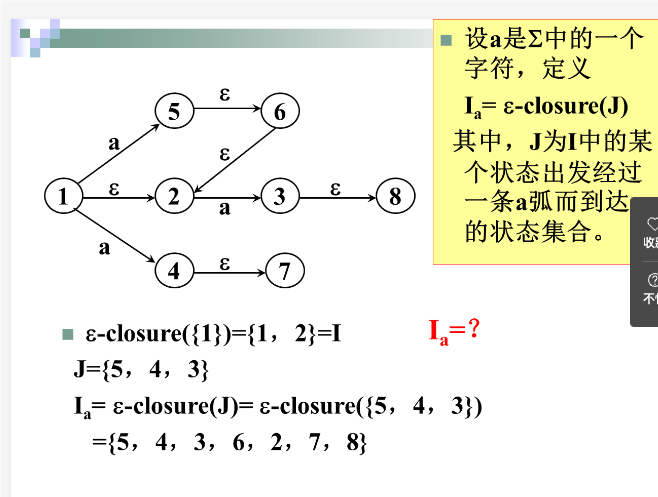 设a是Σ中的一个
字符，定义
Ia= ε-closure(J)
其中，J为I中的某
个状态出发经过
一条a弧而到达
的状态集合。
5
ε
6
a
ε
1
ε
2
a
3
ε
8
a
4
ε
7
收
不
ε-closure({1})={1，2}=I
Ia=？
J={5，4，3}
Ia= ε-closure(J)= ε-closure({5，4，3})
={5，4，3，6，2，7，8}